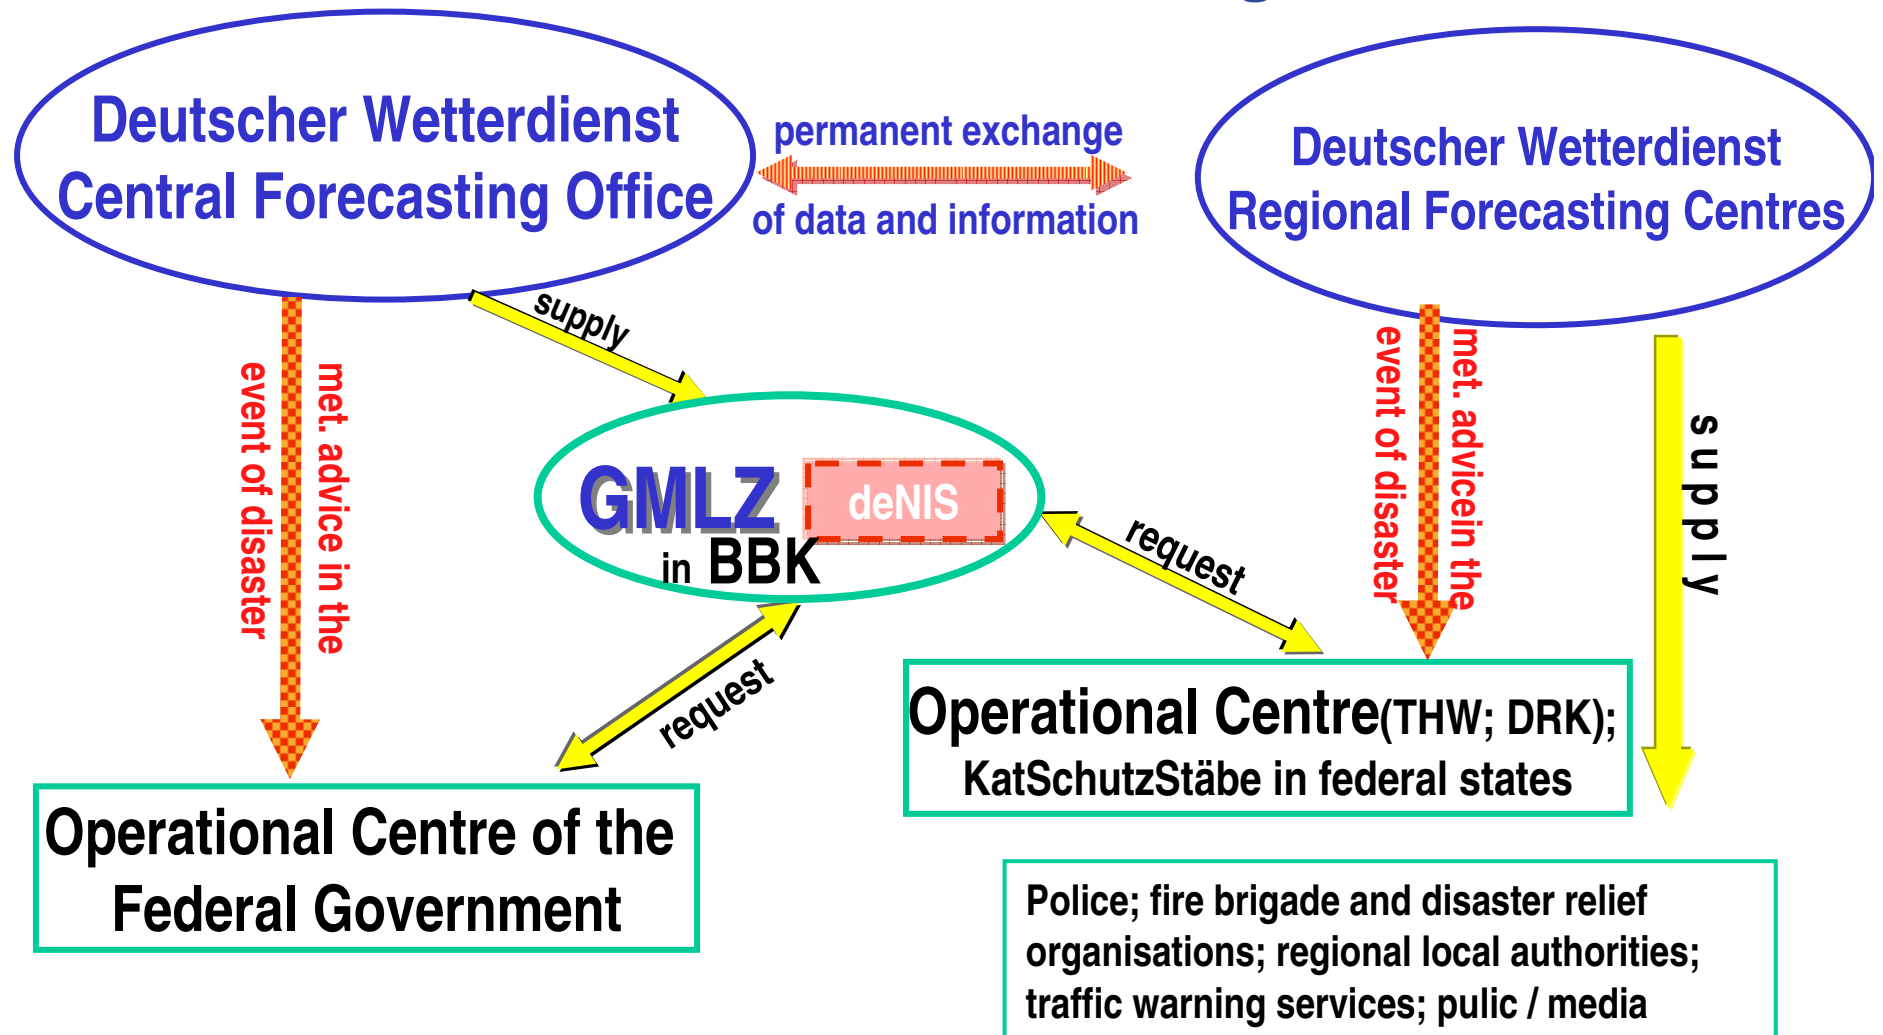 Deutscher Wetterdienst
Central Forecasting Office
permanent exchange
of data and information
Deutscher Wetterdienst
Regional Forecasting Centres
supply
met. advice in the
event of disaster
met. advicein the
event of disaster
supply
GMLZ
deNIS
in BBK
request
request
Operational Centre(THW; DRK);
KatSchutzStäbe in federal states
Operational Centre of the
Federal Government
Police; fire brigade and disaster relief
organisations; regional local authorities;
traffic warning services; pulic / media